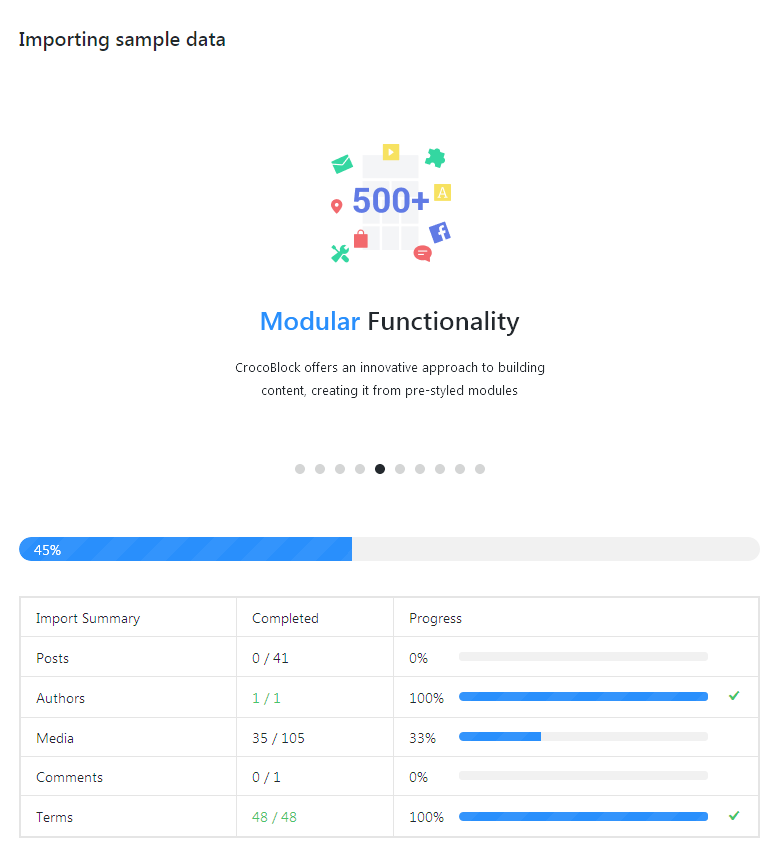 Importing sample data
500+
A
Modular Functionality
CrocoBlock offers an innovative approach to building
content, creating it from pre-styled modules
45%
Import Summary Completed Progress
Posts 0 / 41 0%
Authors 1 / 1 100%
Media 35 / 105 33%
Comments 0 / 1 0%
Terms 48 / 48 100%